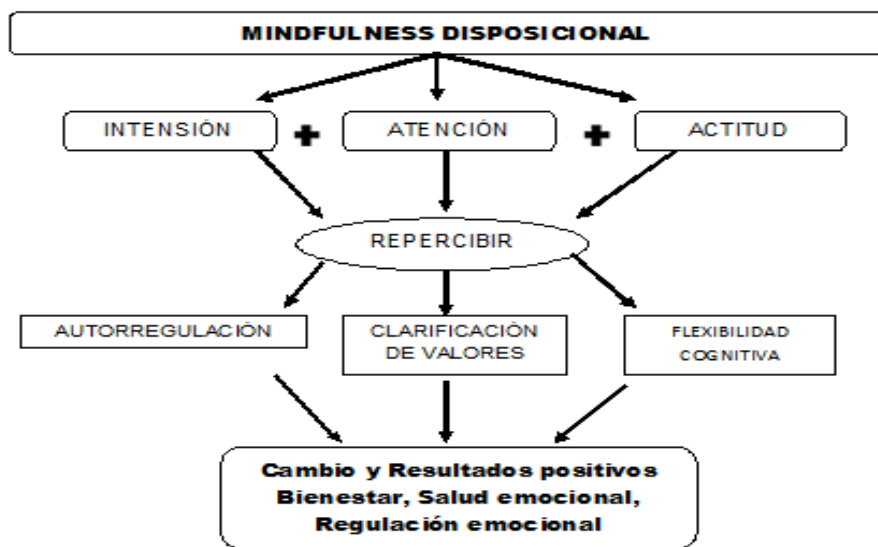 MINDFULNESS DISPOSICIONAL
INTENSIÓN + ATENCIÓN + ACTITUD
REPERCIBIR
AUTORREGULACIÓN
CLARIFICACIÓN
DE VALORES
FLEXIBILIDAD
COGNITIVA
Cambio y Resultados positivos
Bienestar, Salud emocional,
Regulación emocional